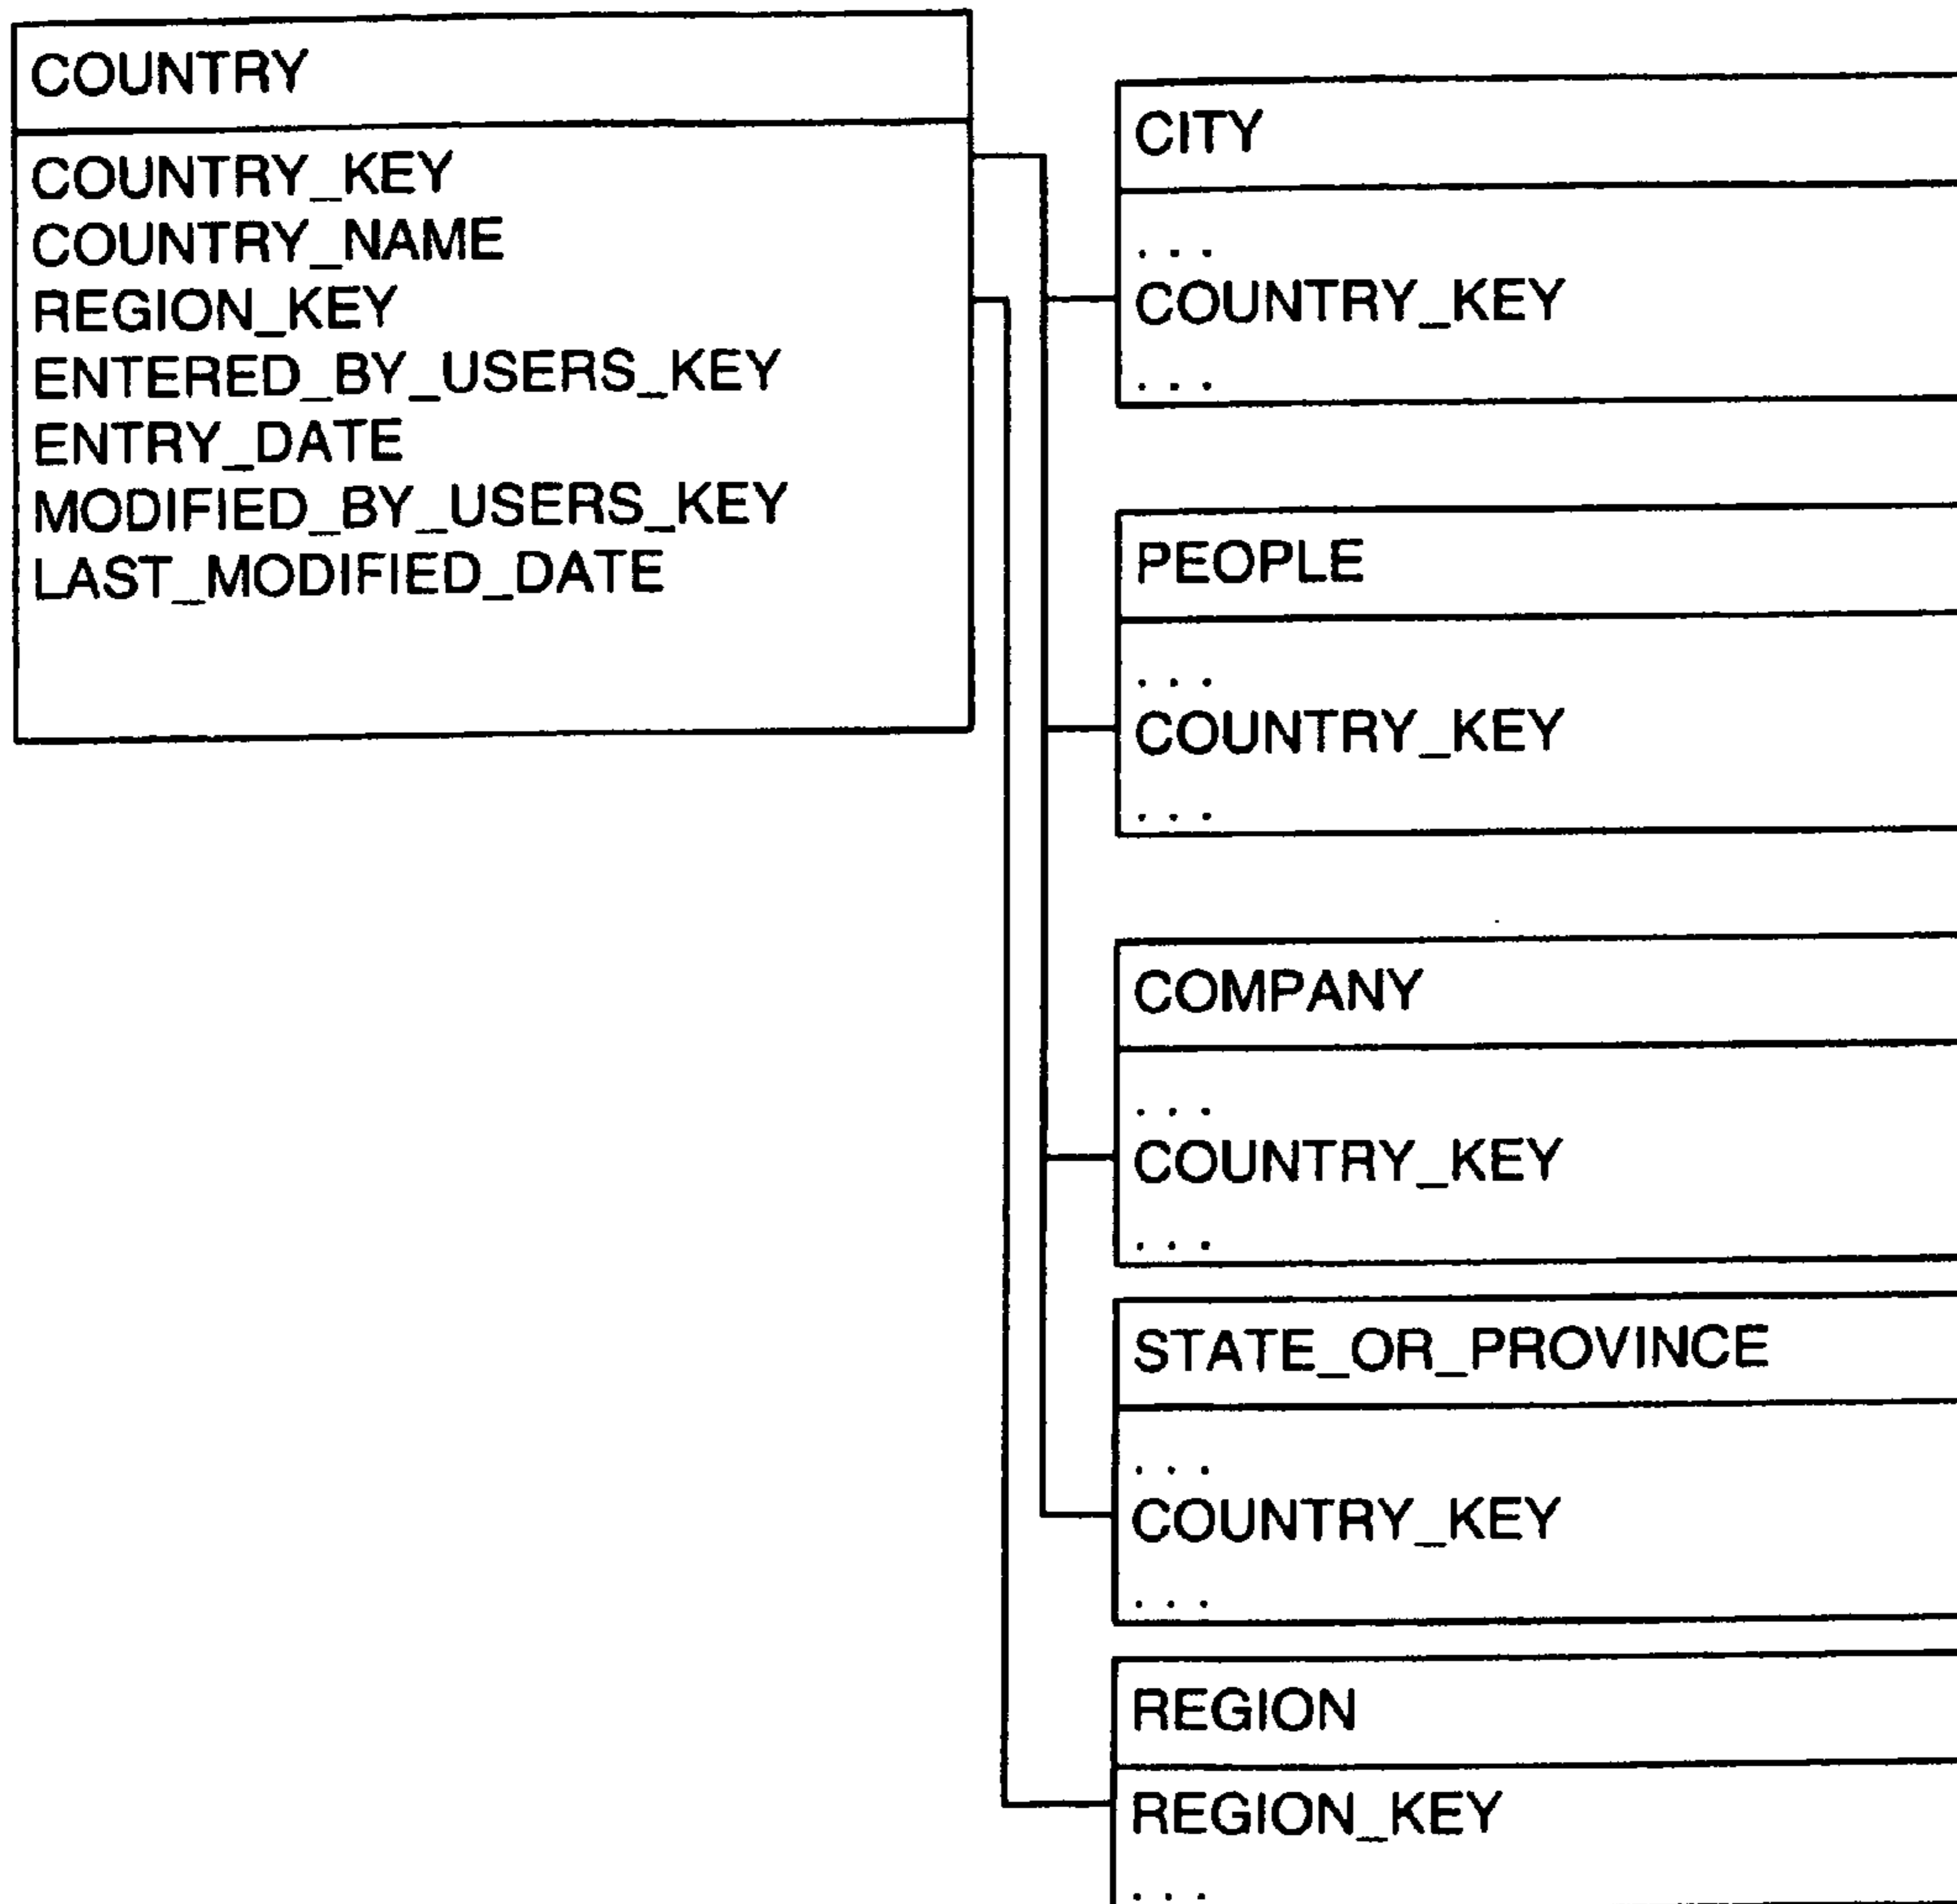 COUNTRY
COUNTRY_KEY
COUNTRY_NAME
REGION_KEY
ENTERED_BY_USERS_KEY
ENTRY_DATE
MODIFIED_BY_USERS_KEY
LAST_MODIFIED_DATE
CITY
. . .
COUNTRY_KEY
. . .
PEOPLE
. . .
COUNTRY_KEY
. . .
COMPANY
. . .
COUNTRY_KEY
. . .
STATE_OR_PROVINCE
. . .
COUNTRY_KEY
. . .
REGION
REGION_KEY
. . .